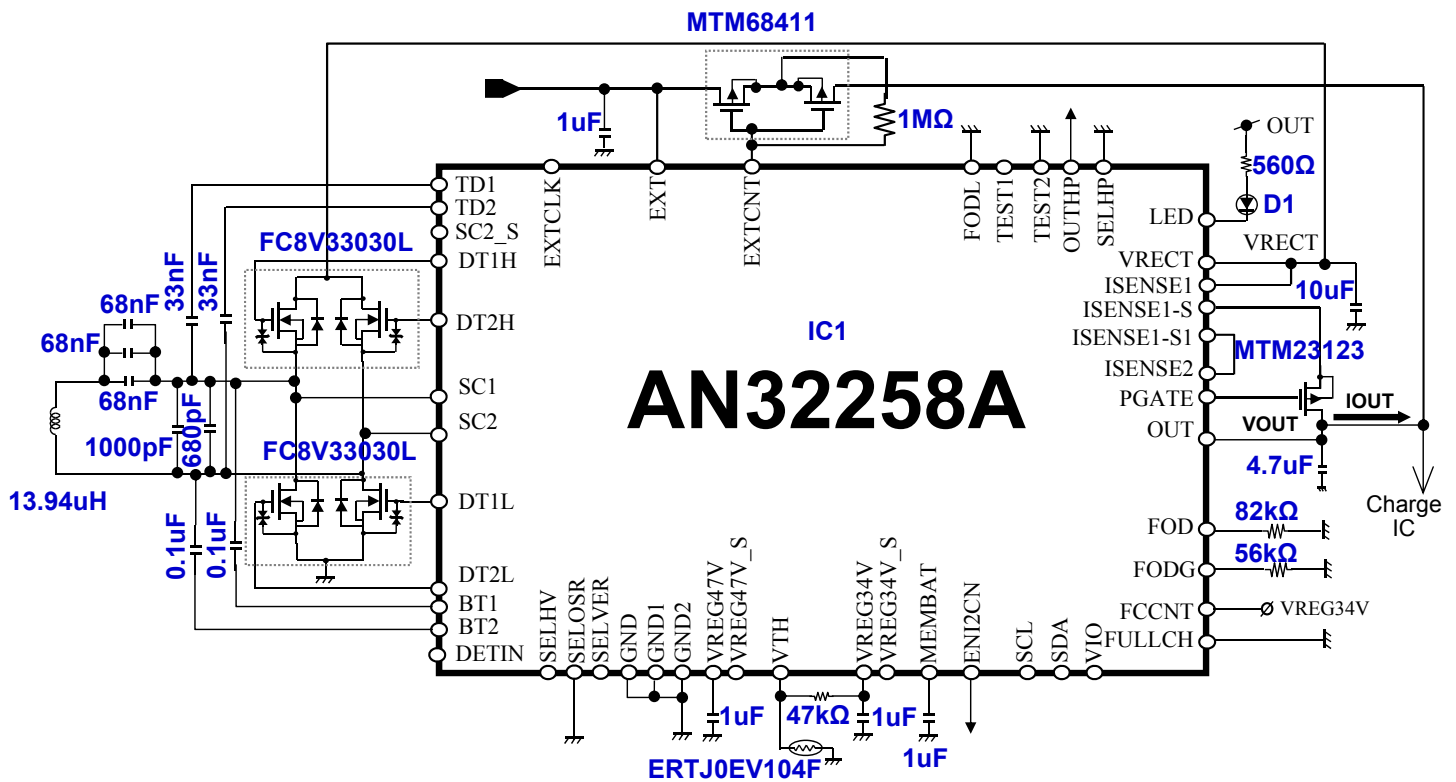 MTM68411
1uF
1MΩ
OUT
560Ω
D1
TD1
TD2
SC2_S
DT1H
DT2H
SC1
SC2
DT1L
DT2L
BT1
BT2
DETIN
EXTCLK
EXT
EXTCNT
FODL
TEST1
TEST2
OUTHP
SELHP
LED
VRECT
VRECT
ISENSE1
ISENSE1-S
ISENSE1-S1
ISENSE2
PGATE
OUT
FOD
FODG
FCCNT
FULLCH
10uF
MTM23123
IOUT
VOUT
4.7uF
Charge
IC
82kΩ
56kΩ
VREG34V
FC8V33030L
33nF
33nF
68nF
68nF
68nF
1000pF
680pF
FC8V33030L
13.94uH
0.1uF
0.1uF
IC1
AN32258A
SELHV
SELOSR
SELVER
GND
GND1
GND2
VREG47V
VREG47V_S
VTH
VREG34V
VREG34V_S
MEMBAT
ENI2CN
SCL
SDA
VIO
1uF
47kΩ
1uF
1uF
ERTJ0EV104F